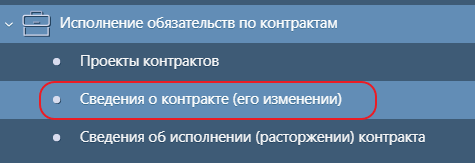 Исполнение обязательств по контрактам
Проекты контрактов
Сведения о контракте (его изменении)
Сведения об исполнении (расторжении) контракта